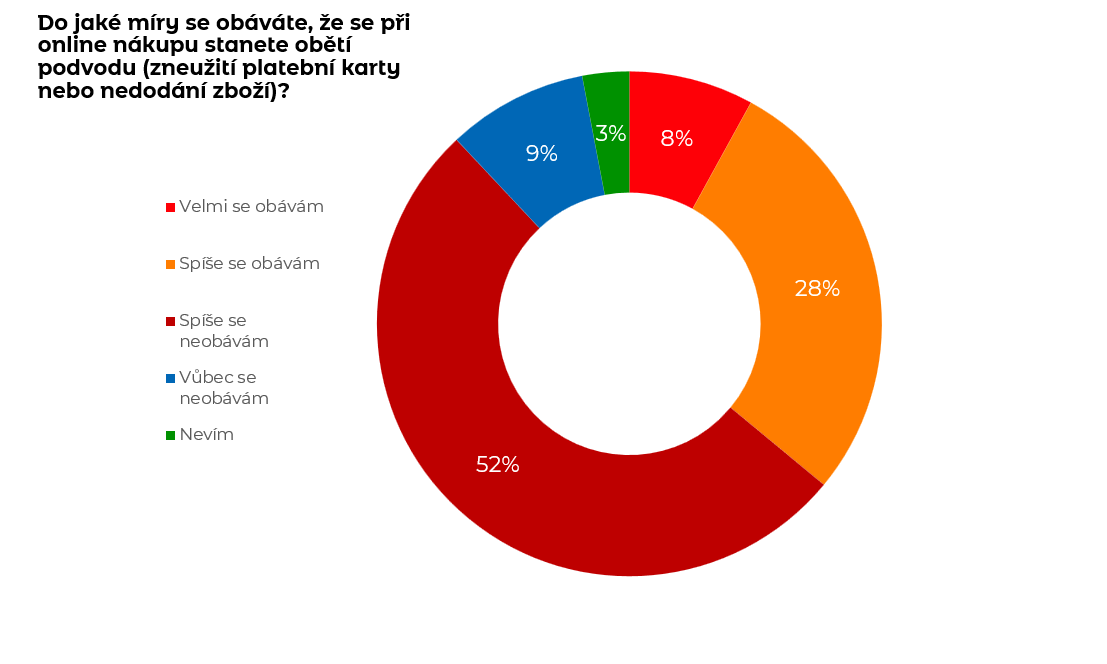 Do jaké míry se obáváte, že se při
online nákupu stanete obětí
podvodu (zneužití platební karty
nebo nedodání zboží)?
3%
8%
9%
Velmi se obávám
Spíše se obávám
28%
Spíše se
neobávám
Vůbec se
neobávám
Nevím
52%